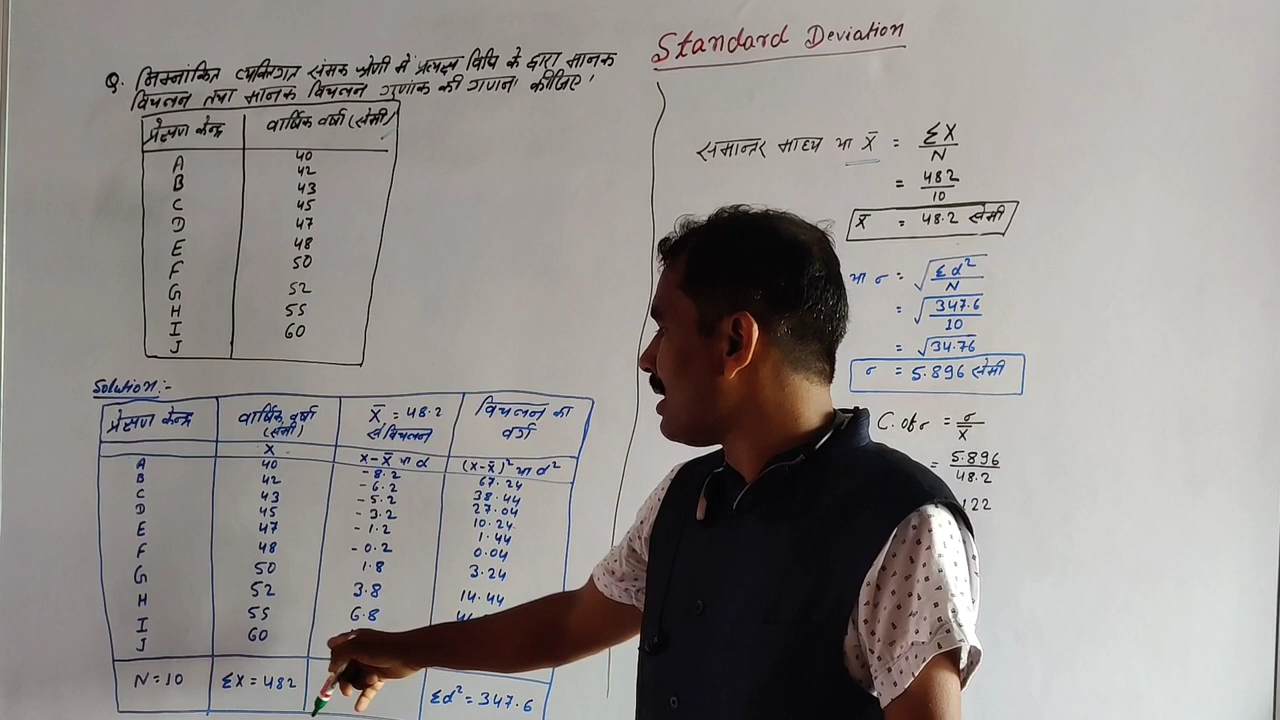 Standard Deviation
Q. निम्नांकित व्यक्तिगत समंक श्रेणी में प्रत्यक्ष विधि के द्वारा मानक
विचलन तथा मानक विचलन गुणांक की गणना कीजिए।
प्रेक्षण केन्द्र वार्षिक वर्षा (सेमी)
A 40
B 42
C 43
D 45
E 47
F 48
G 50
H 52
I 55
J 60
Solution:-
प्रेक्षण केन्द्र वार्षिक वर्षा (सेमी) X̄ = 48.2 से विचलन विचलन का वर्ग
X X-X̄ या d (X-X̄)² या d²
A 40 -8.2 67.24
B 42 -6.2 38.44
C 43 -5.2 27.04
D 45 -3.2 10.24
E 47 -1.2 1.44
F 48 -0.2 0.04
G 50 1.8 3.24
H 52 3.8 14.44
I 55 6.8
J 60
N = 10 ΣX = 482 Σd² = 347.6
समान्तर माध्य या X̄ = ΣX/N
= 482/10
X̄ = 48.2 सेमी
या σ = √Σd²/N
= √347.6/10
= √34.76
σ = 5.896 सेमी
C. of σ = σ/X̄
= 5.896/48.2
122